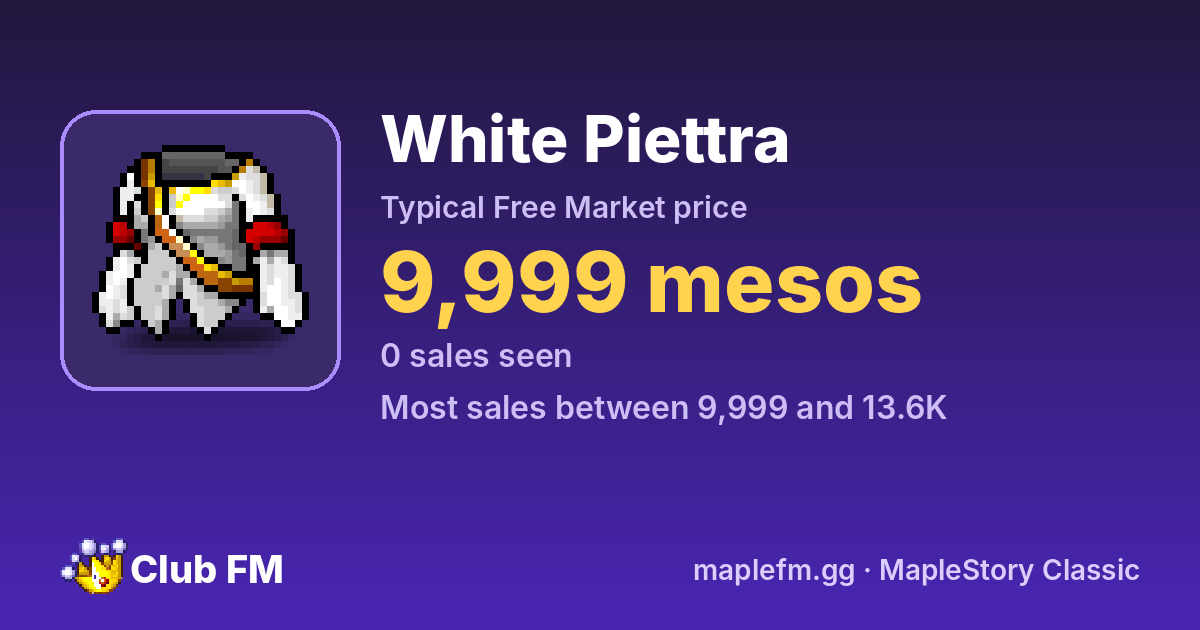 White Piettra
Typical Free Market price
9,999 mesos
0 sales seen
Most sales between 9,999 and 13.6K
Club FM
maplefm.gg · MapleStory Classic